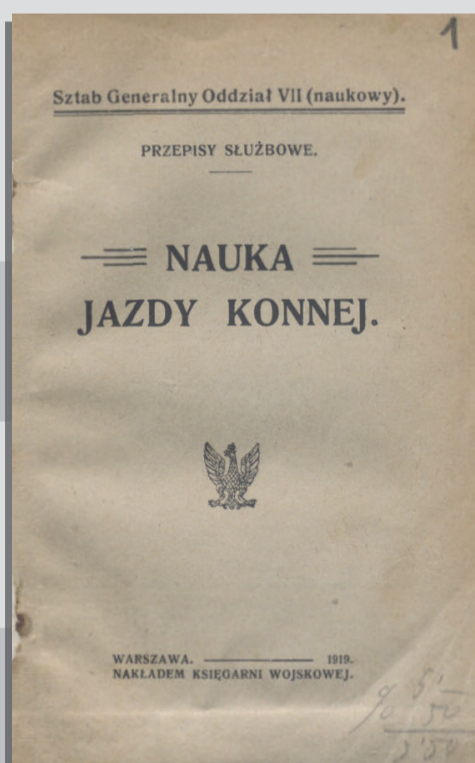 1
Sztab Generalny Oddział VII (naukowy).
PRZEPISY SŁUŻBOWE.
NAUKA
JAZDY KONNEJ.
WARSZAWA. 1919.
NAKŁADEM KSIĘGARNI WOJSKOWEJ.